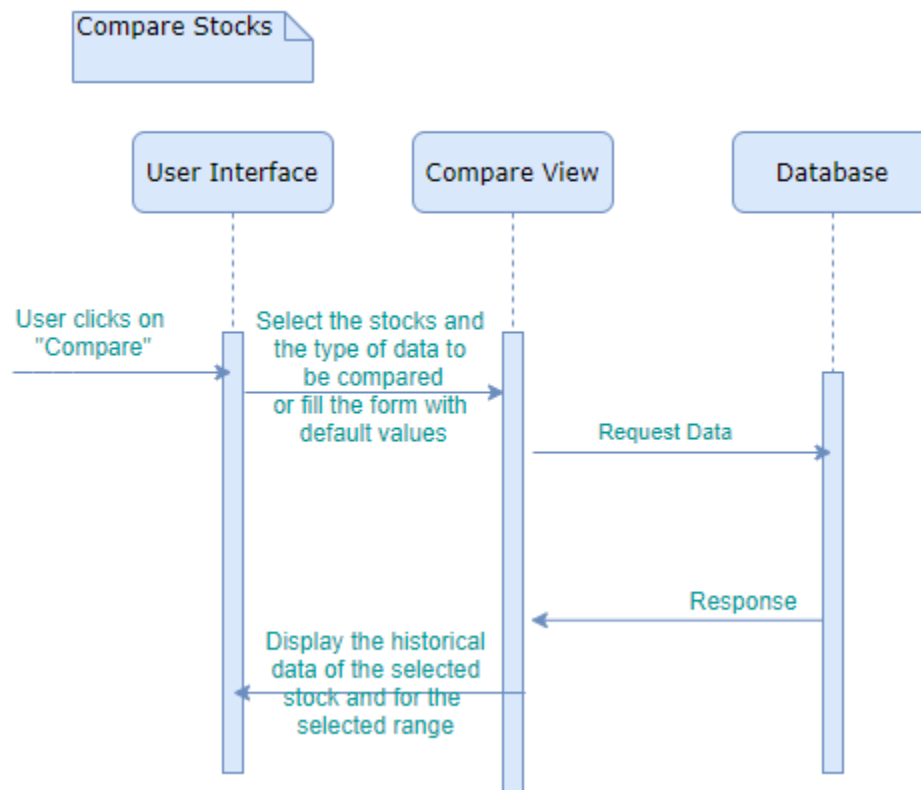 Compare Stocks
User Interface
Compare View
Database
User clicks on
"Compare"
Select the stocks and
the type of data to
be compared
or fill the form with
default values
Request Data
Response
Display the historical
data of the selected
stock and for the
selected range